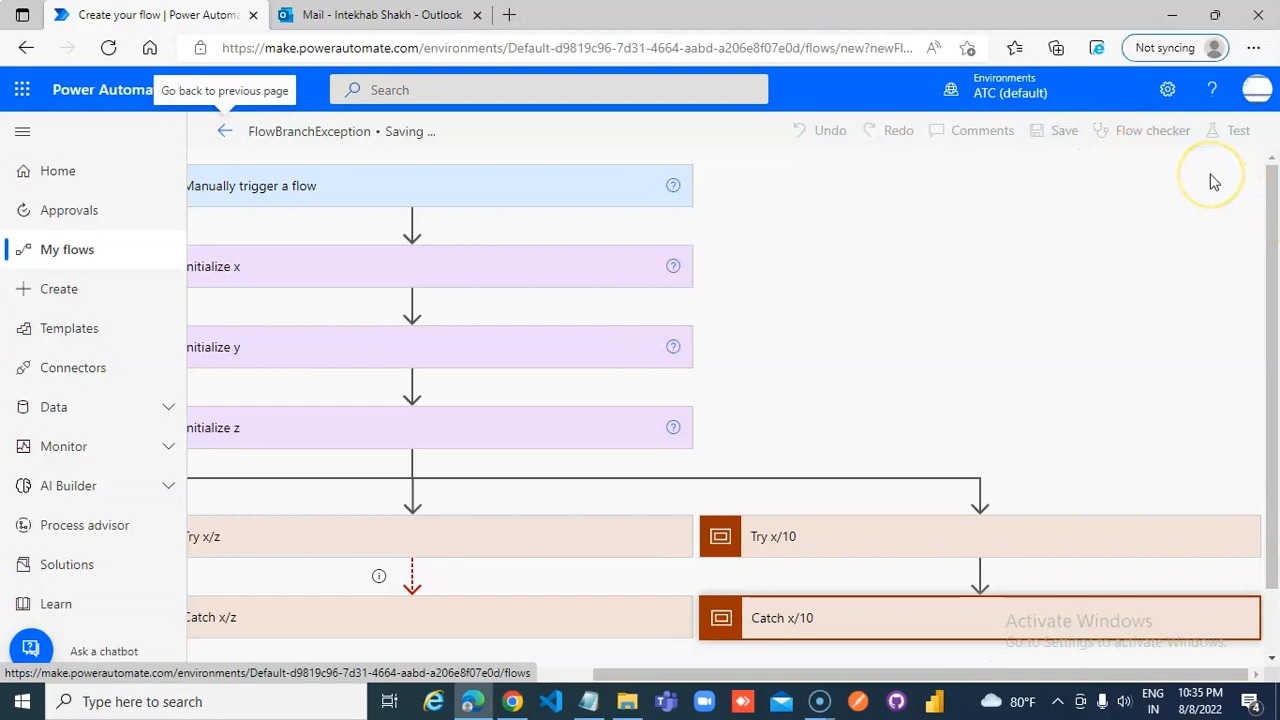 Create your flow | Power Automa
Mail - Intekhab Shakh - Outlook
https://make.powerautomate.com/environments/Default-d9819c96-7d31-4664-aabd-a206e8f07e0d/flows/new?newFl...
Not syncing
Power Automa
Go back to previous page
Search
Environments
ATC (default)
FlowBranchException • Saving ...
Undo
Redo
Comments
Save
Flow checker
Test
Home
Approvals
My flows
Create
Templates
Connectors
Data
Monitor
AI Builder
Process advisor
Solutions
Learn
Ask a chatbot
Manually trigger a flow
nitialize x
nitialize y
nitialize z
Try x/z
Try x/10
Catch x/z
Catch x/10
Activate Windows
Go to Settings to activate Windows.
https://make.powerautomate.com/environments/Default-d9819c96-7d31-4664-aabd-a206e8f07e0d/flows
Type here to search
80°F
ENG
IN
10:35 PM
8/8/2022
4